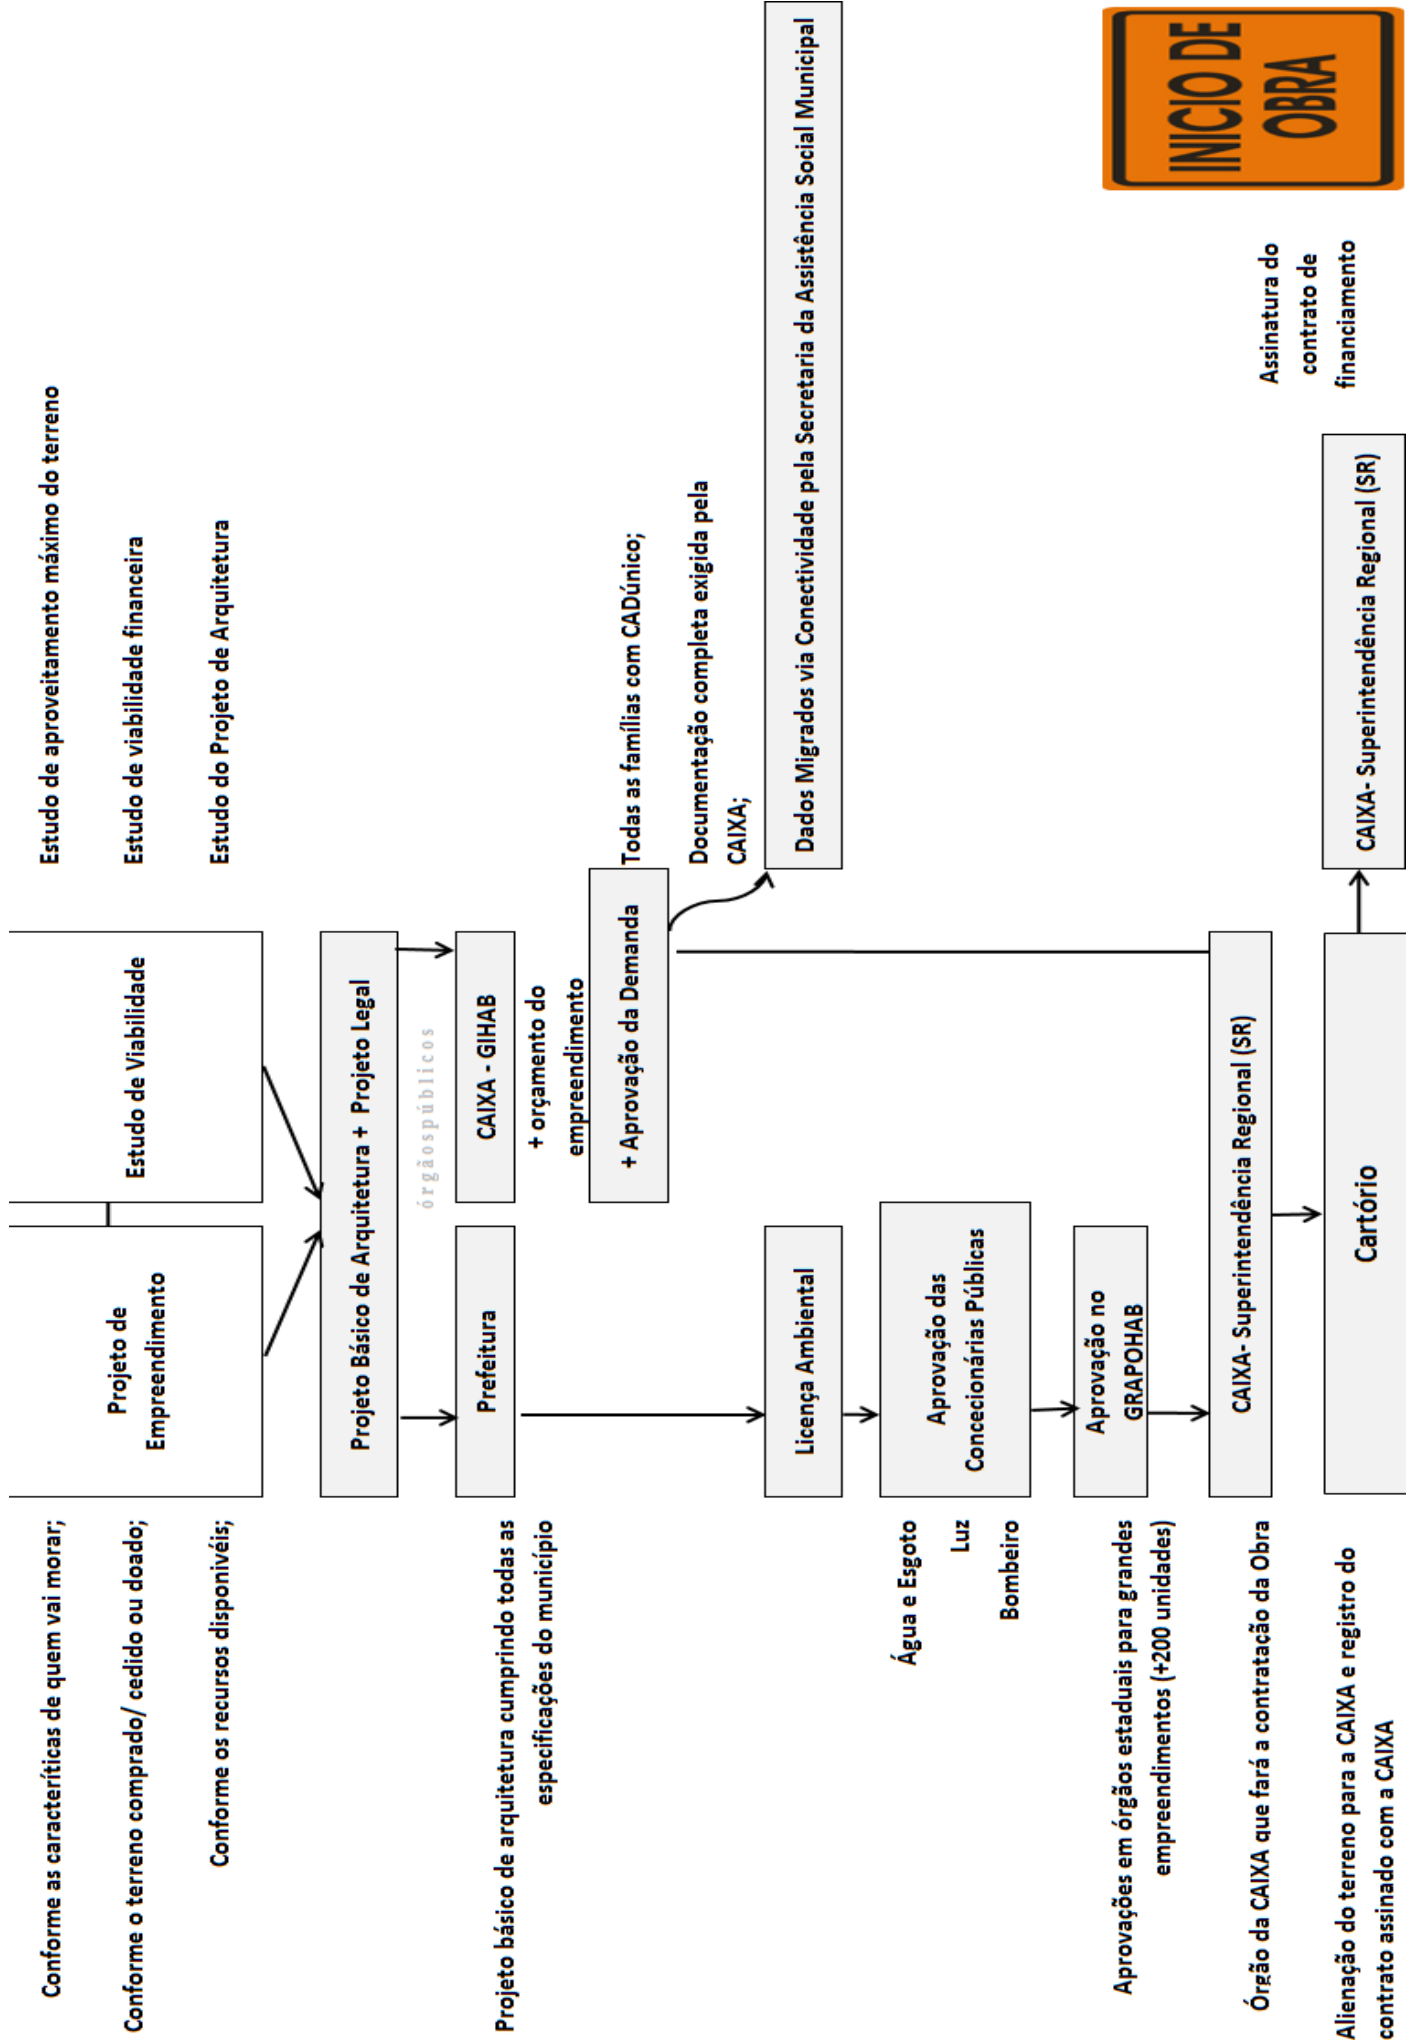 Conforme as caracteríticas de quem vai morar;
Conforme o terreno comprado/ cedido ou doado;
Conforme os recursos disponivéis;
Projeto de
Empreendimento
Estudo de Viabilidade
Estudo de aproveitamento máximo do terreno
Estudo de viabilidade financeira
Estudo do Projeto de Arquitetura
Projeto Básico de Arquitetura + Projeto Legal
órgãospúblicos
Projeto básico de arquitetura cumprindo todas as
especificações do município
Prefeitura
CAIXA - GIHAB
+ orçamento do
empreendimento
+ Aprovação da Demanda
Todas as famílias com CADúnico;
Documentação completa exigida pela
CAIXA;
Dados Migrados via Conectividade pela Secretaria da Assistência Social Municipal
Licença Ambiental
Água e Esgoto
Luz
Bombeiro
Aprovação das
Concecionárias Públicas
Aprovações em órgãos estaduais para grandes
empreendimentos (+200 unidades)
Aprovação no
GRAPOHAB
Órgão da CAIXA que fará a contratação da Obra
CAIXA- Superintendência Regional (SR)
Alienação do terreno para a CAIXA e registro do
contrato assinado com a CAIXA
Cartório
CAIXA- Superintendência Regional (SR)
Assinatura do
contrato de
financiamento
INICIO DE
OBRA